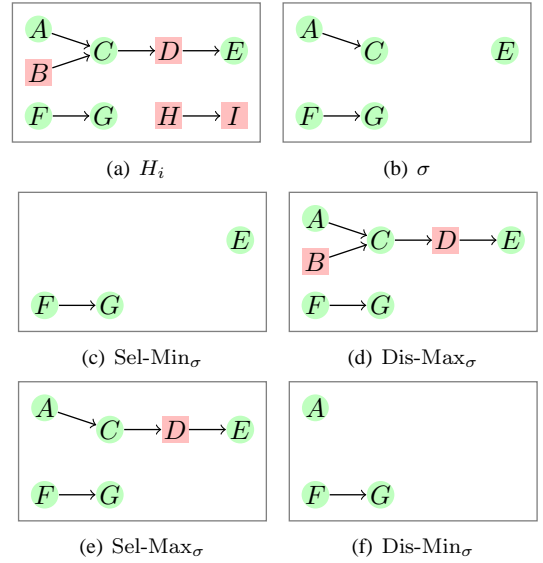 A
C D E
B
F G H I
(a) H_i
A
C E
F G
(b) σ
E
F G
(c) Sel-Min_σ
A
C D E
B
F G
(d) Dis-Max_σ
A
C D E
F G
(e) Sel-Max_σ
A
F G
(f) Dis-Min_σ